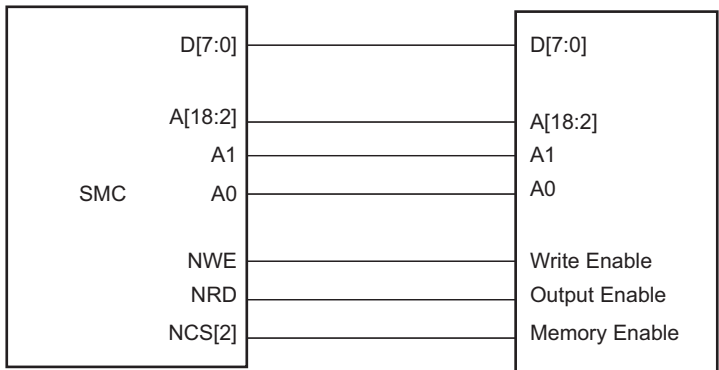 D[7:0] D[7:0]
A[18:2] A[18:2]
A1 A1
SMC A0 A0
NWE Write Enable
NRD Output Enable
NCS[2] Memory Enable